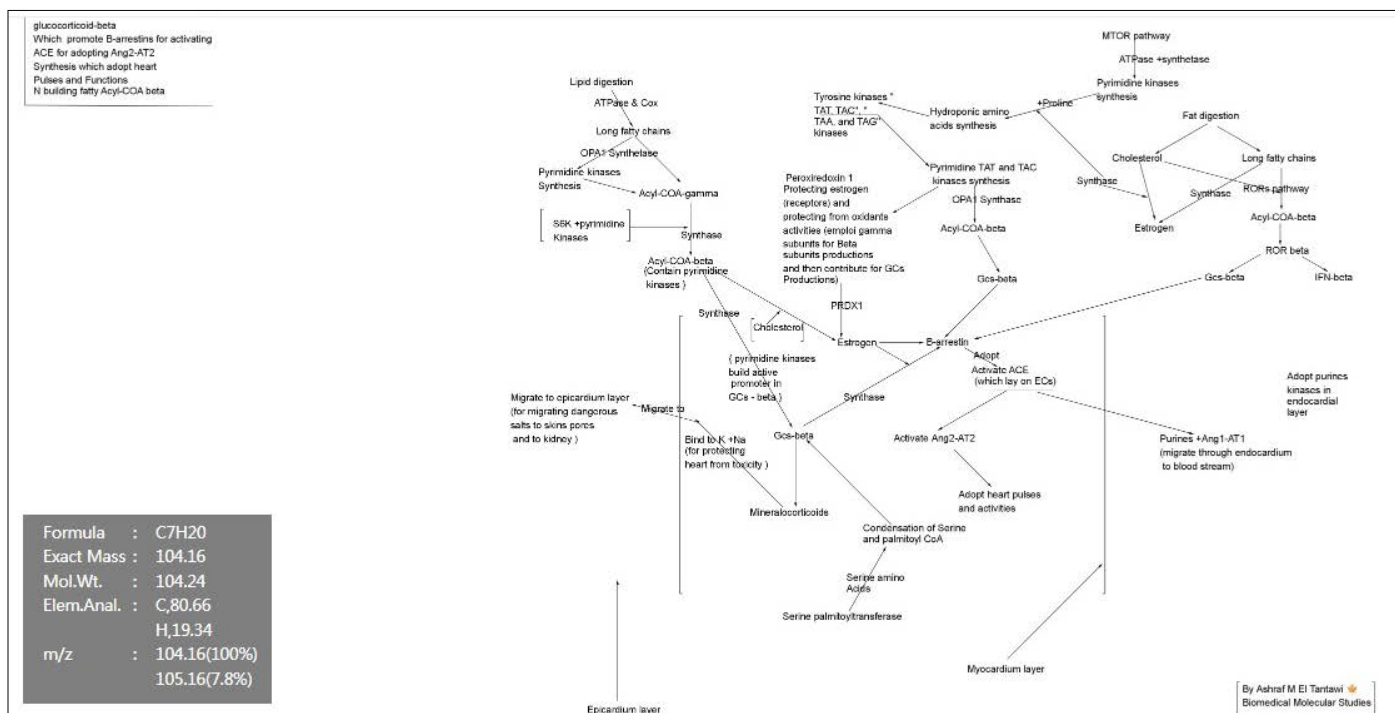 glucocorticoid-beta
Which promote B-arrestins for activating
ACE for adopting Ang2-AT2
Synthesis which adopt heart
Pulses and Functions
N building fatty Acyl-COA beta
MTOR pathway
ATPase +synthetase
Pyrimidine kinases
synthesis
+Proline
Hydroponic amino
acids synthesis
Tyrosine kinases "
TAT, TAC", "
TAA, and TAG"
kinases
Lipid digestion
ATPase & Cox
Long fatty chains
OPA1 Synthetase
Pyrimidine kinases
Synthesis
Acyl-COA-gamma
S6K +pyrimidine
Kinases
Synthase
Acyl-COA-beta
(Contain pyrimidine
kinases )
Synthase
Cholesterol
Fat digestion
Cholesterol
Long fatty chains
Synthase
Synthase
RORs pathway
Estrogen
Acyl-COA-beta
ROR beta
Gcs-beta
IFN-beta
Pyrimidine TAT and TAC
kinases synthesis
OPA1 Synthase
Acyl-COA-beta
Gcs-beta
Peroxiredoxin 1
Protecting estrogen
(receptors) and
protecting from oxidants
activities (emploi gamma
subunits for Beta
subunits productions
and then contribute for GCs
Productions)
PRDX1
Estrogen
B-arrestin
Adopt
Activate ACE
(which lay on ECs)
( pyrimidine kinases
build active
promoter in
GCs - beta )
Synthase
Adopt purines
kinases in
endocardial
layer
Migrate to epicardium layer
(for migrating dangerous
salts to skins pores
and to kidney )
Migrate to
Bind to K +Na
(for protecting
heart from toxicity )
Gcs-beta
Activate Ang2-AT2
Purines +Ang1-AT1
(migrate through endocardium
to blood stream)
Adopt heart pulses
and activities
Mineralocorticoids
Condensation of Serine
and palmitoyl CoA
Serine amino
Acids
Serine palmitoyltransferase
Formula : C7H20
Exact Mass : 104.16
Mol.Wt. : 104.24
Elem.Anal. : C,80.66
H,19.34
m/z : 104.16(100%)
105.16(7.8%)
Myocardium layer
Epicardium layer
By Ashraf M El Tantawi
Biomedical Molecular Studies